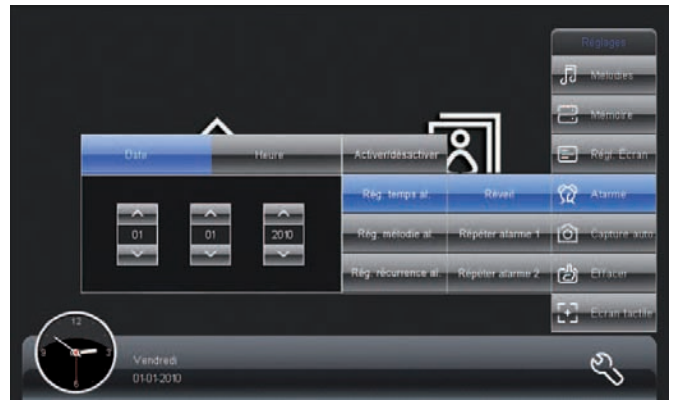 Réglages
Mélodies
Mémoire
Date
Heure
Activer/désactiver
Régl. Écran
Rég. temps al.
Réveil
Alarme
01
01
2010
Rég. mélodie al.
Répéter alarme 1
Capture auto
Rég. récurrence al.
Répéter alarme 2
Effacer
Écran tactile
12
9
3
6
Vendredi
01-01-2010